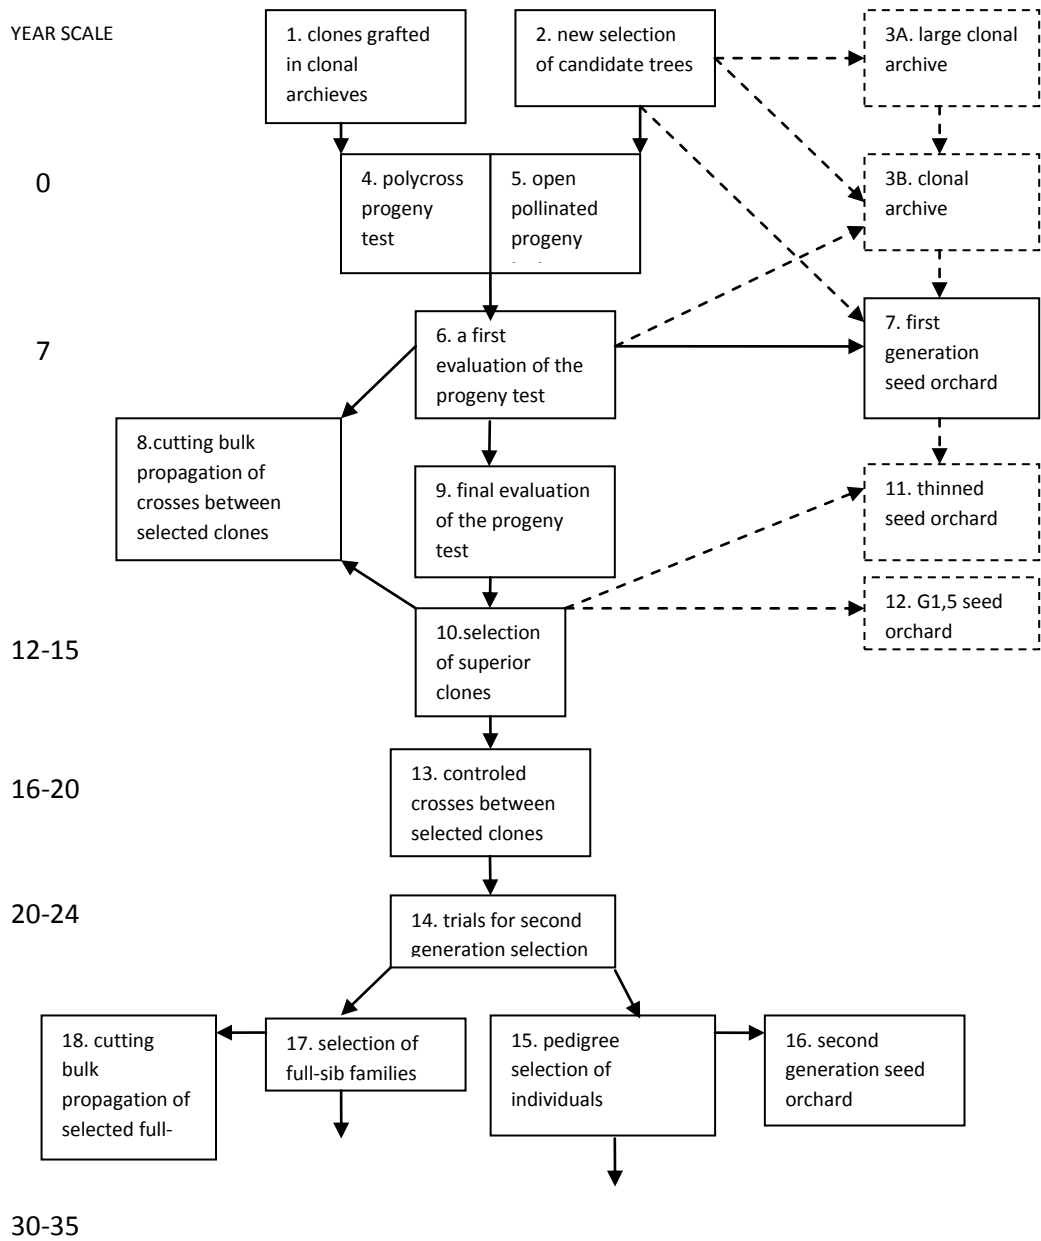 YEAR SCALE
1. clones grafted
in clonal
archieves
2. new selection
of candidate trees
3A. large clonal
archive
0
4. polycross
progeny
test
5. open
pollinated
progeny
3B. clonal
archive
7
6. a first
evaluation of the
progeny test
7. first
generation
seed orchard
8.cutting bulk
propagation of
crosses between
selected clones
9. final evaluation
of the progeny
test
11. thinned
seed orchard
12. G1,5 seed
orchard
12-15
10.selection
of superior
clones
16-20
13. controled
crosses between
selected clones
20-24
14. trials for second
generation selection
18. cutting
bulk
propagation of
selected full-
17. selection of
full-sib families
15. pedigree
selection of
individuals
16. second
generation seed
orchard
30-35